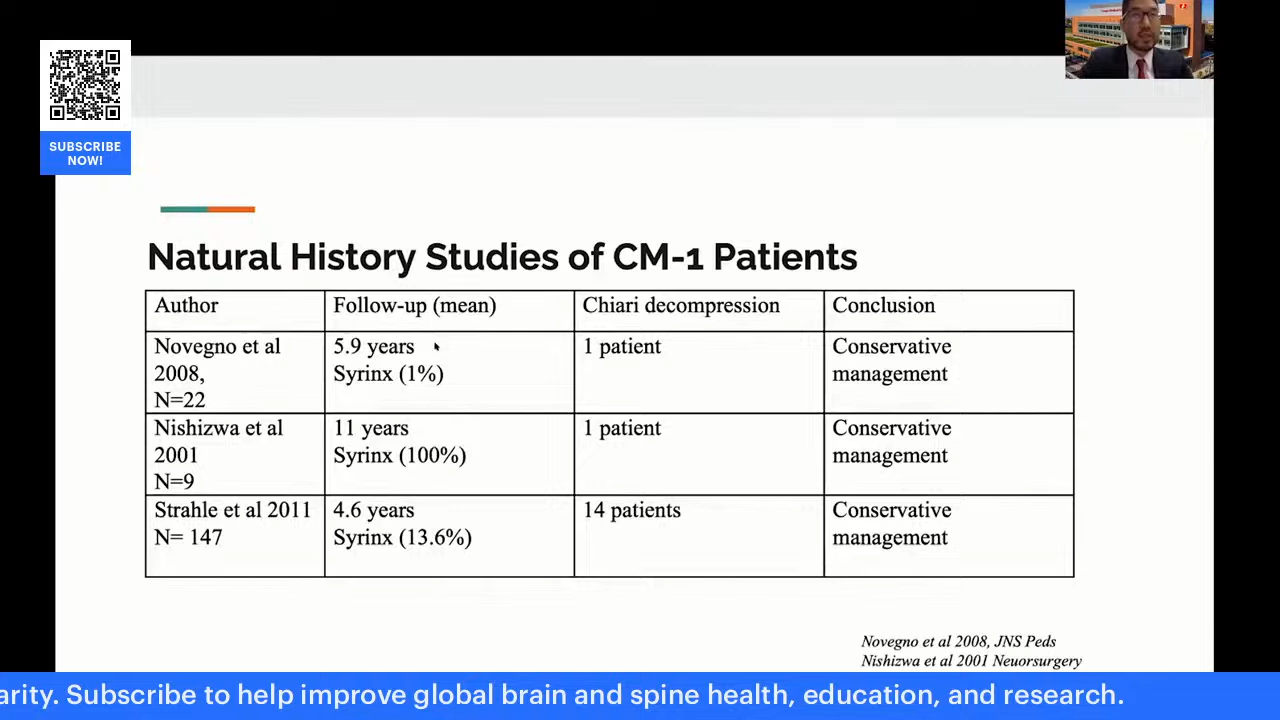 SUBSCRIBE
NOW!
Natural History Studies of CM-1 Patients
Author
Follow-up (mean)
Chiari decompression
Conclusion
Novegno et al
2008,
N=22
5.9 years
Syrinx (1%)
1 patient
Conservative
management
Nishizwa et al
2001
N=9
11 years
Syrinx (100%)
1 patient
Conservative
management
Strahle et al 2011
N= 147
4.6 years
Syrinx (13.6%)
14 patients
Conservative
management
Novegno et al 2008, JNS Peds
Nishizwa et al 2001 Neuorsurgery
arity. Subscribe to help improve global brain and spine health, education, and research.